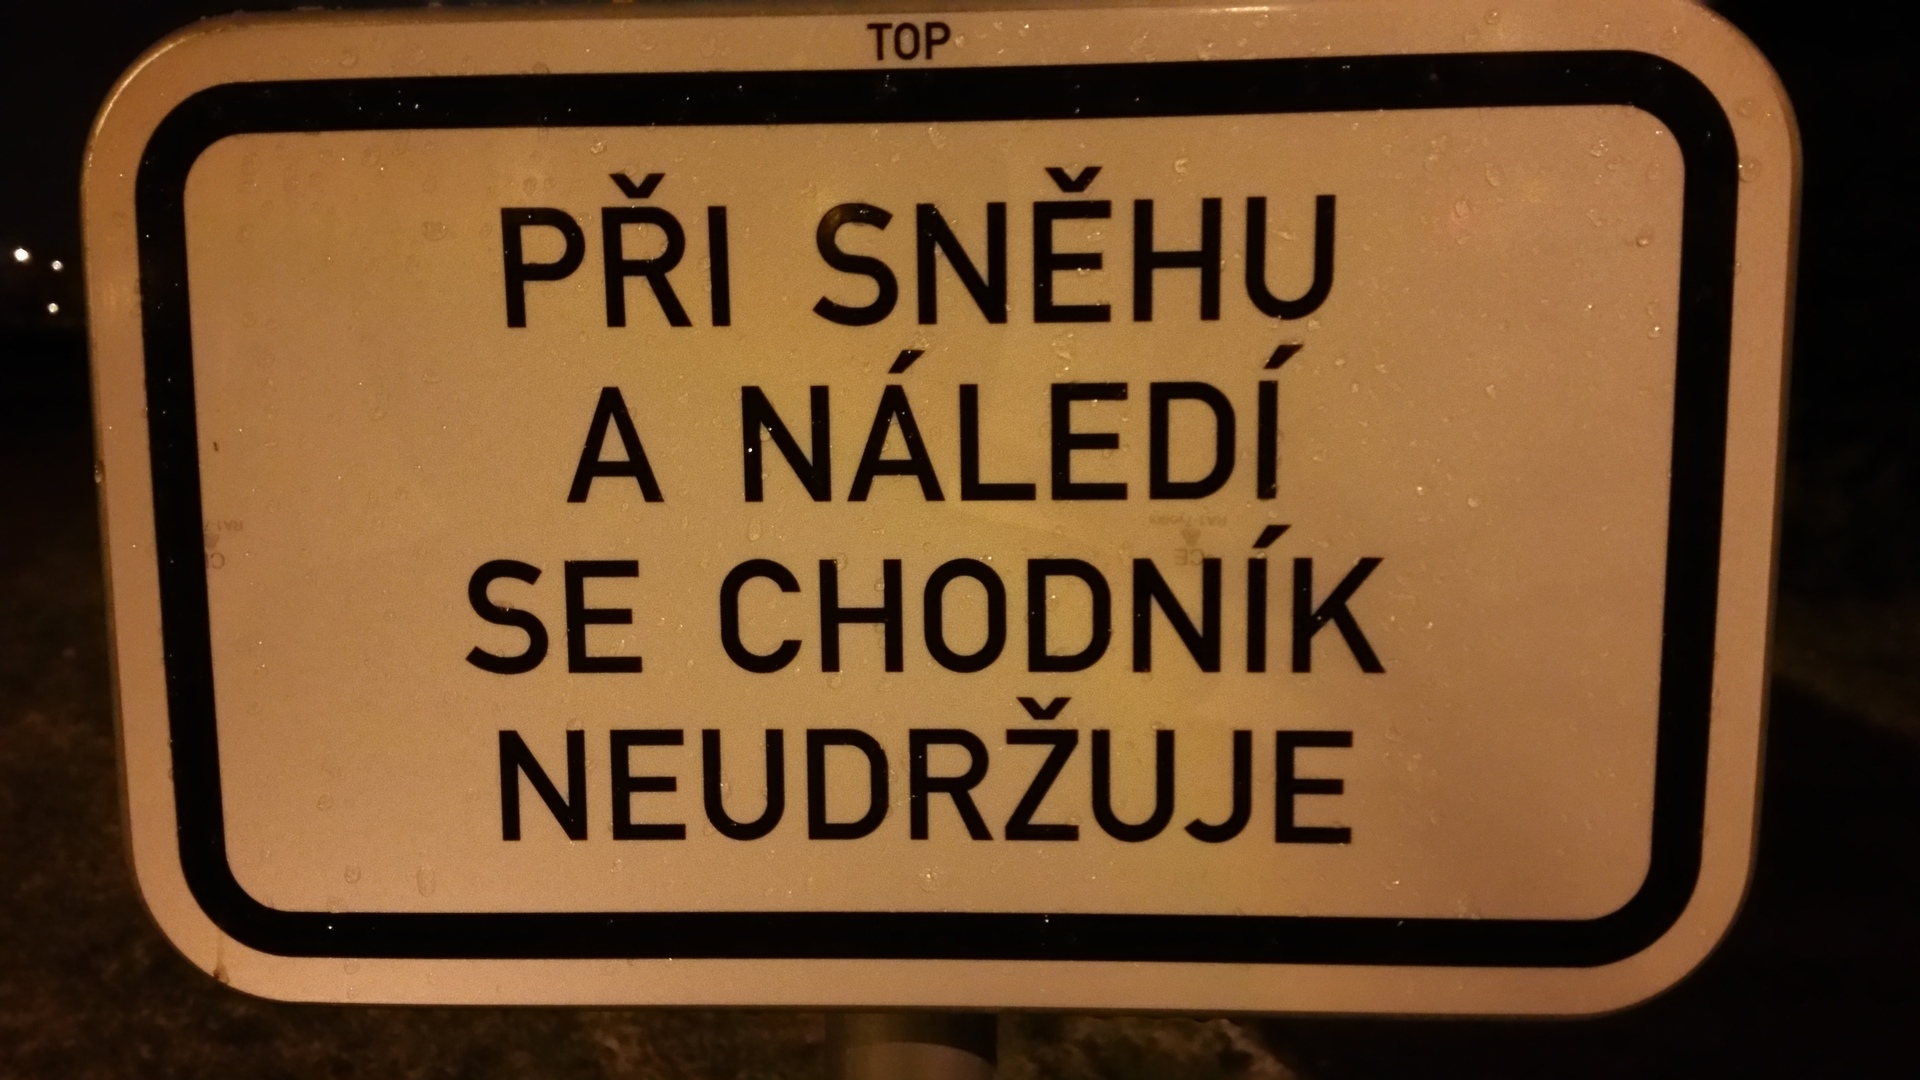 TOP
PŘI SNĚHU
A NÁLEDÍ
SE CHODNÍK
NEUDRŽUJE